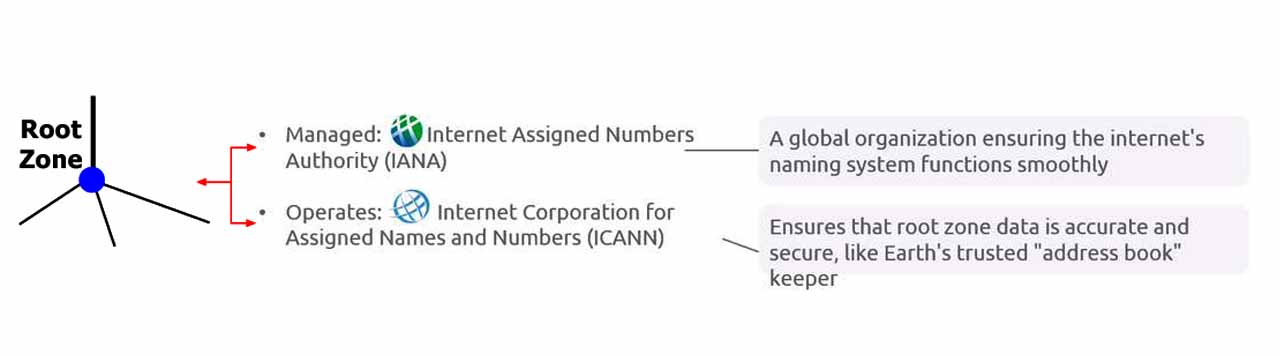 Root
Zone
• Managed: Internet Assigned Numbers
Authority (IANA)
A global organization ensuring the internet's
naming system functions smoothly
• Operates: Internet Corporation for
Assigned Names and Numbers (ICANN)
Ensures that root zone data is accurate and
secure, like Earth's trusted "address book"
keeper